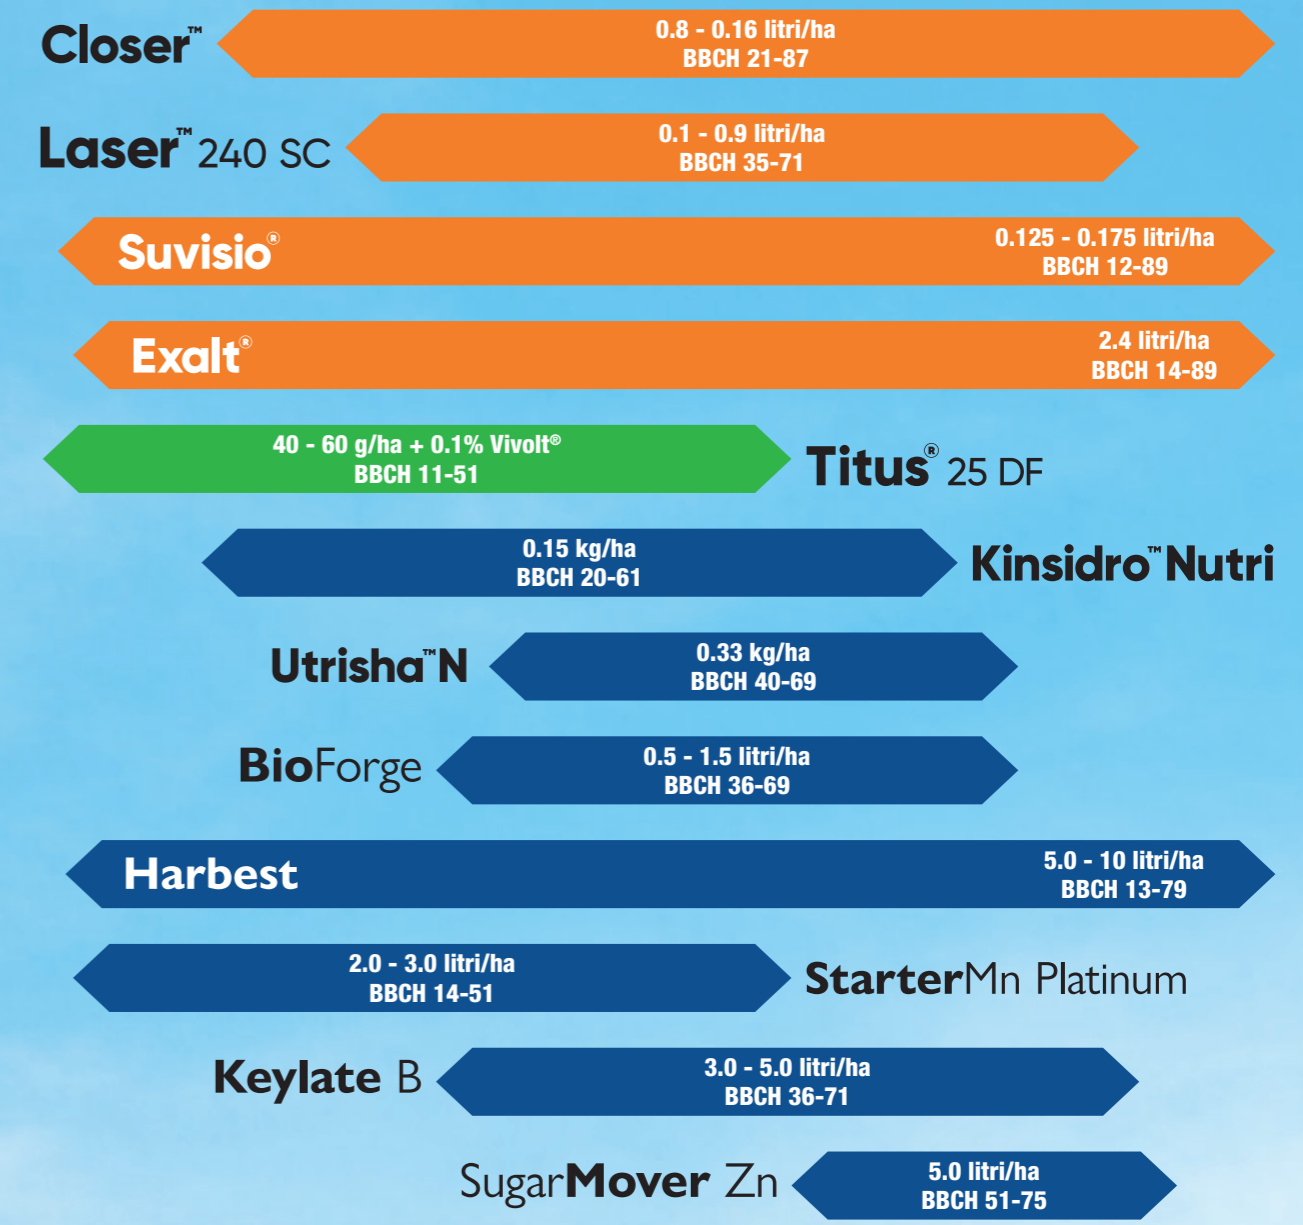 Closer™
0.8 - 0.16 litri/ha
BBCH 21-87
Laser™ 240 SC
0.1 - 0.9 litri/ha
BBCH 35-71
Suvisio®
0.125 - 0.175 litri/ha
BBCH 12-89
Exalt®
2.4 litri/ha
BBCH 14-89
40 - 60 g/ha + 0.1% Vivolt®
BBCH 11-51
Titus® 25 DF
0.15 kg/ha
BBCH 20-61
Kinsidro™ Nutri
Utrisha™ N
0.33 kg/ha
BBCH 40-69
BioForge
0.5 - 1.5 litri/ha
BBCH 36-69
Harbest
5.0 - 10 litri/ha
BBCH 13-79
2.0 - 3.0 litri/ha
BBCH 14-51
StarterMn Platinum
Keylate B
3.0 - 5.0 litri/ha
BBCH 36-71
SugarMover Zn
5.0 litri/ha
BBCH 51-75